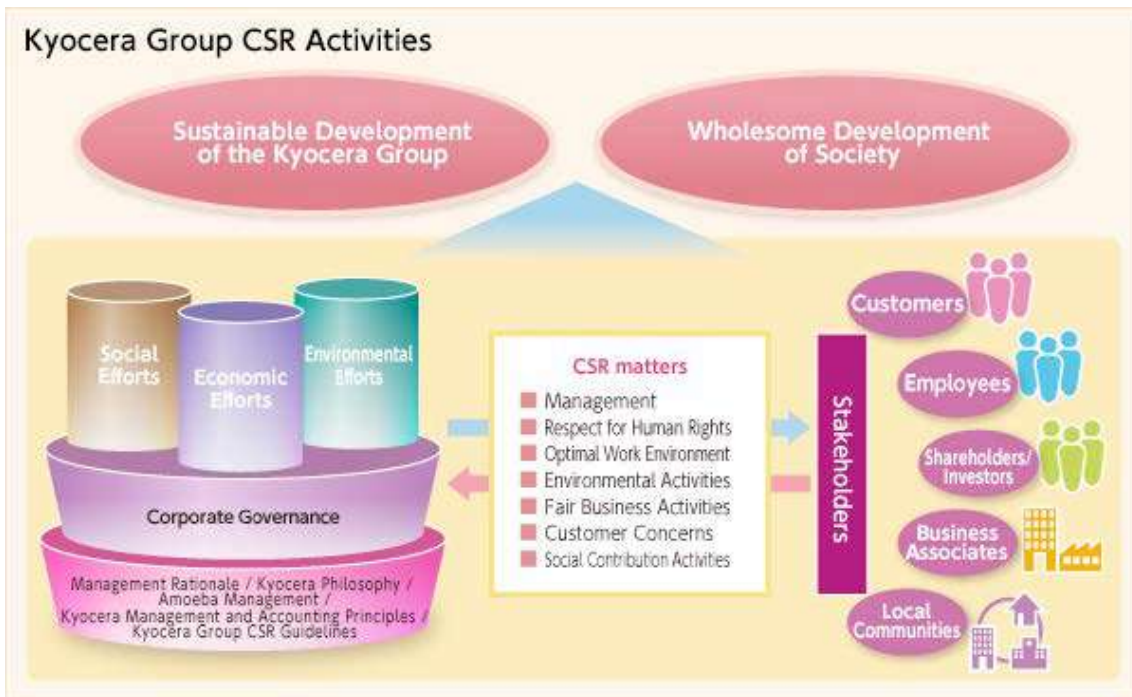 Kyocera Group CSR Activities
Sustainable Development
of the Kyocera Group
Wholesome Development
of Society
Social
Efforts
Economic
Efforts
Environmental
Efforts
Corporate Governance
Management Rationale / Kyocera Philosophy /
Amoeba Management /
Kyocera Management and Accounting Principles /
Kyocera Group CSR Guidelines
CSR matters
Management
Respect for Human Rights
Optimal Work Environment
Environmental Activities
Fair Business Activities
Customer Concerns
Social Contribution Activities
Stakeholders
Customers
Employees
Shareholders/
Investors
Business
Associates
Local
Communities